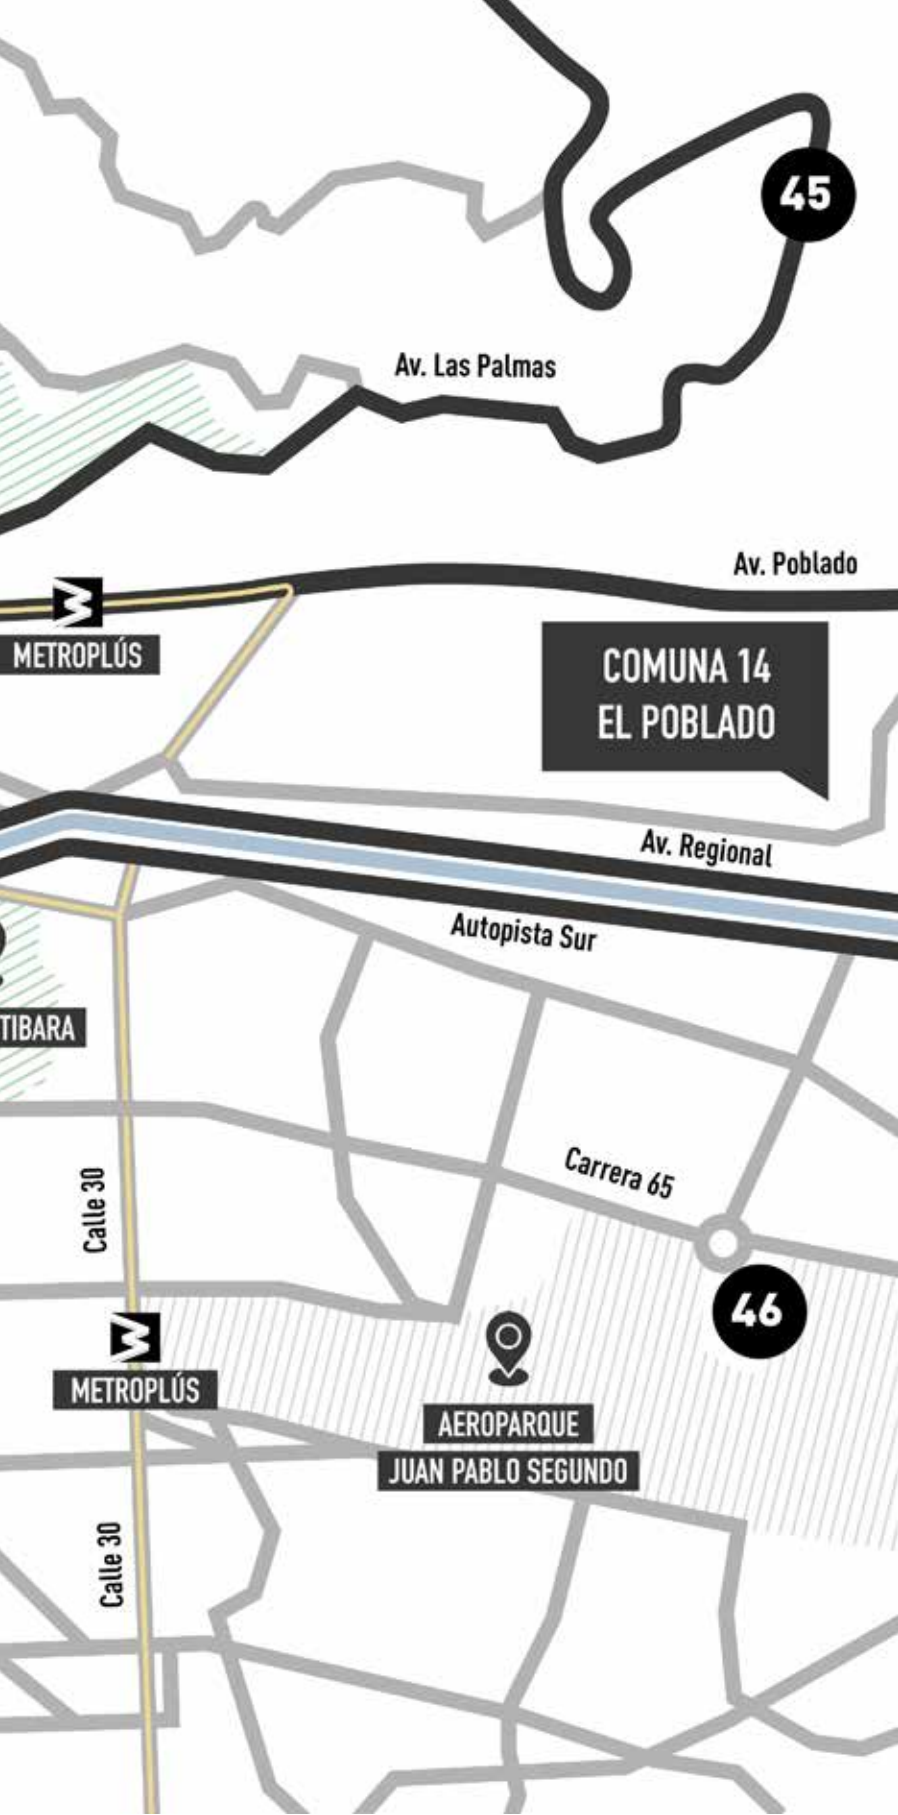 45
Av. Las Palmas
Av. Poblado
METROPLÚS
COMUNA 14
EL POBLADO
Av. Regional
Autopista Sur
TIBARA
Carrera 65
Calle 30
46
METROPLÚS
AEROPARQUE
JUAN PABLO SEGUNDO
Calle 30